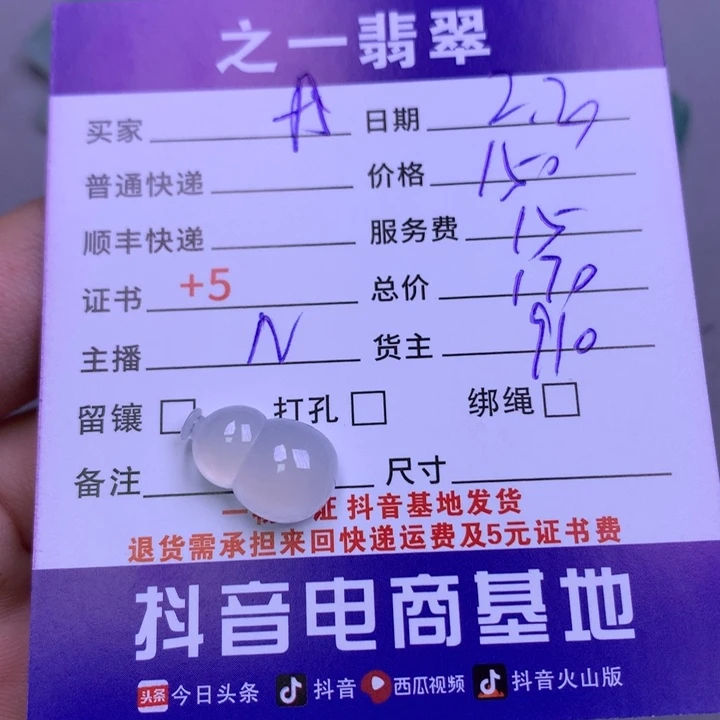 之一翡翠
买家 A 日期 2.2
普通快递 价格 150
顺丰快递 服务费 15
证书 +5 总价 170
主播 N 货主 910
留镶 打孔 绑绳
备注 尺寸
一 证 抖音基地发货
退货需承担来回快递运费及5元证书费
抖音电商基地
头条 今日头条 抖音 西瓜视频 抖音火山版